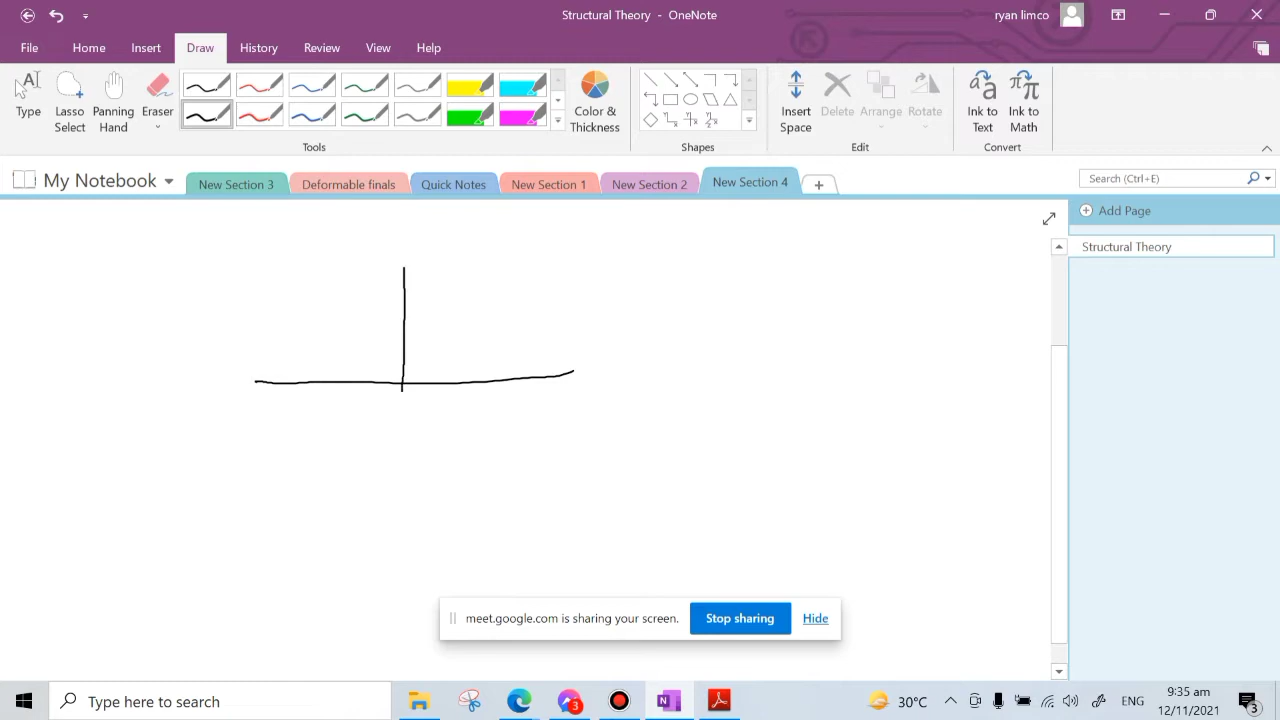 Structural Theory - OneNote
ryan limco
File Home Insert Draw History Review View Help
Type
Lasso Select
Panning Hand
Eraser
Color & Thickness
Insert Space
Delete
Arrange
Rotate
Ink to Text
Ink to Math
Tools
Shapes
Edit
Convert
My Notebook
New Section 3
Deformable finals
Quick Notes
New Section 1
New Section 2
New Section 4
Search (Ctrl+E)
Add Page
Structural Theory
meet.google.com is sharing your screen.
Stop sharing
Hide
Type here to search
3
30°C
ENG
9:35 am
12/11/2021
3